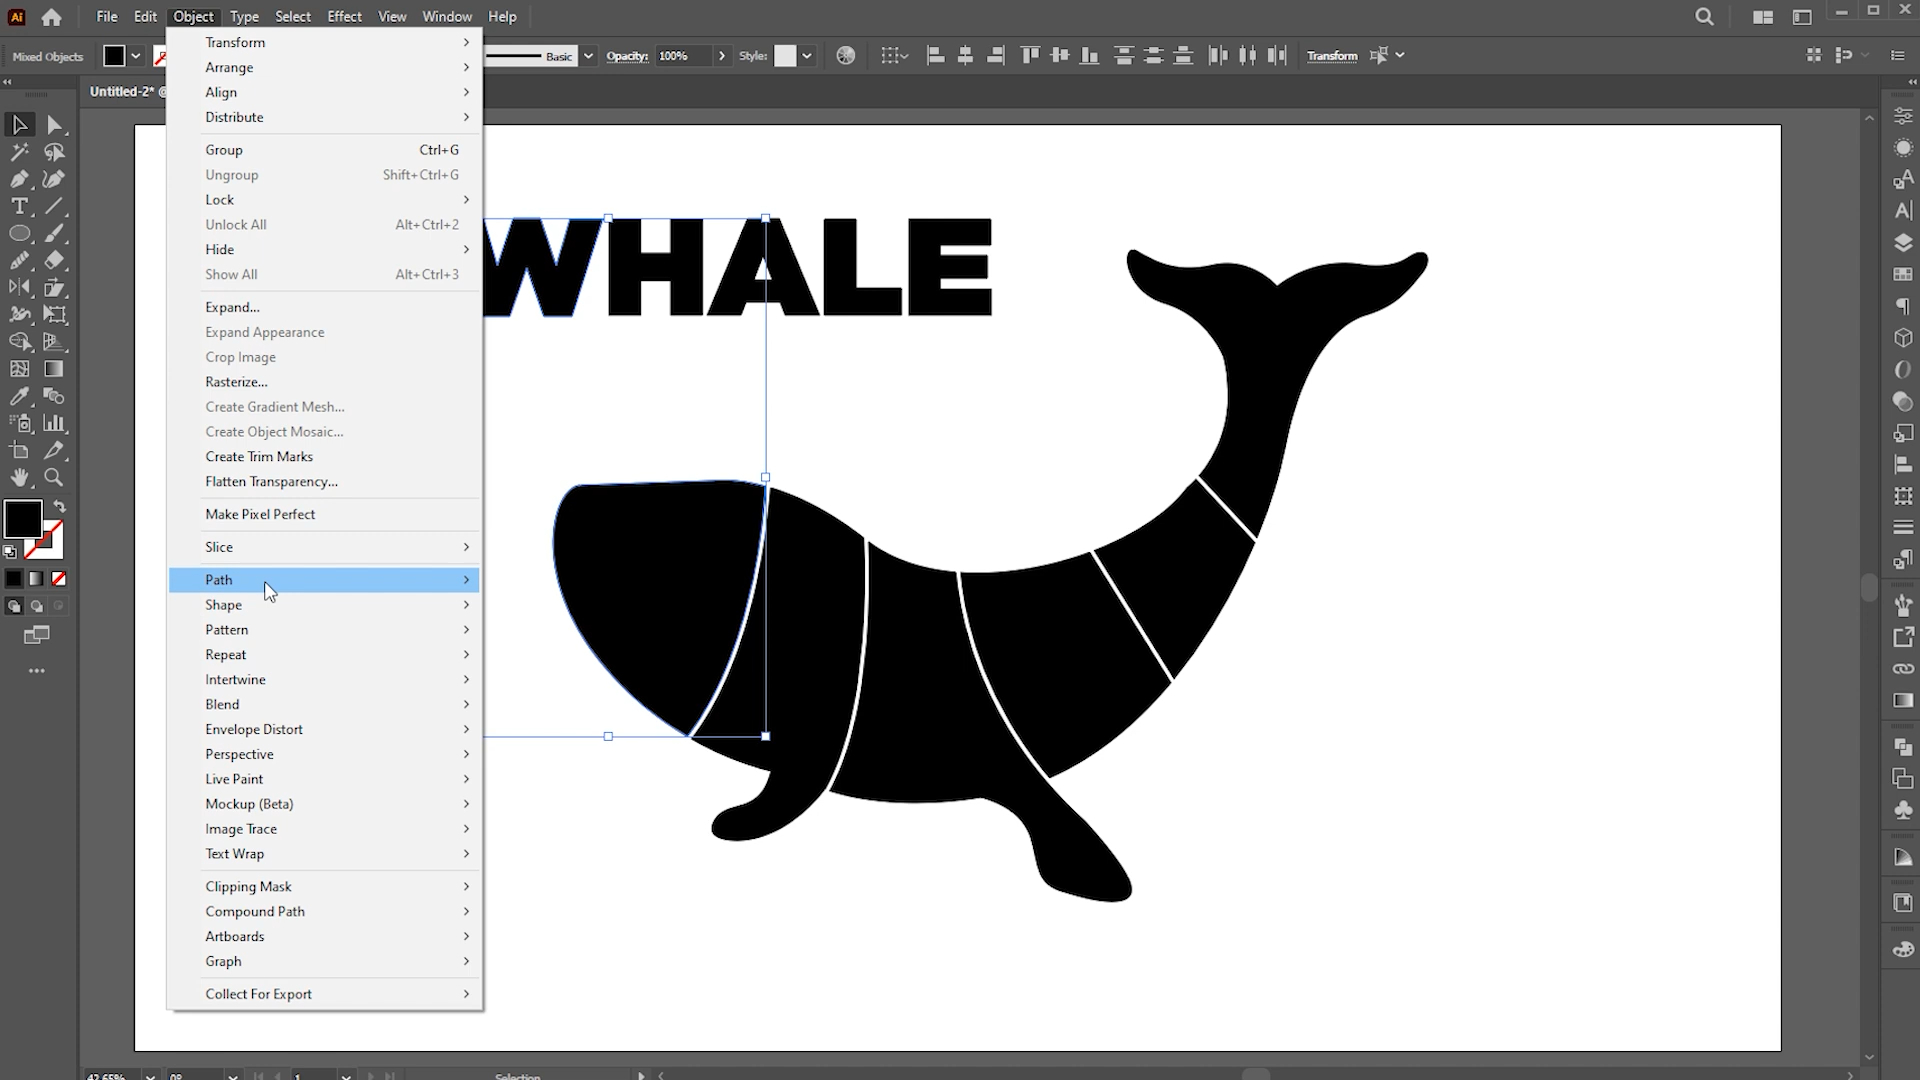 Ai File Edit Object Type Select Effect View Window Help
Mixed Objects Basic Opacity: 100% Style: Transform
Untitled-2* @
Transform
Arrange
Align
Distribute
Group Ctrl+G
Ungroup Shift+Ctrl+G
Lock
Unlock All Alt+Ctrl+2
Hide
Show All Alt+Ctrl+3
Expand...
Expand Appearance
Crop Image
Rasterize...
Create Gradient Mesh...
Create Object Mosaic...
Create Trim Marks
Flatten Transparency...
Make Pixel Perfect
Slice
Path
Shape
Pattern
Repeat
Intertwine
Blend
Envelope Distort
Perspective
Live Paint
Mockup (Beta)
Image Trace
Text Wrap
Clipping Mask
Compound Path
Artboards
Graph
Collect For Export
WHALE
42.65% 0° 1 Selection